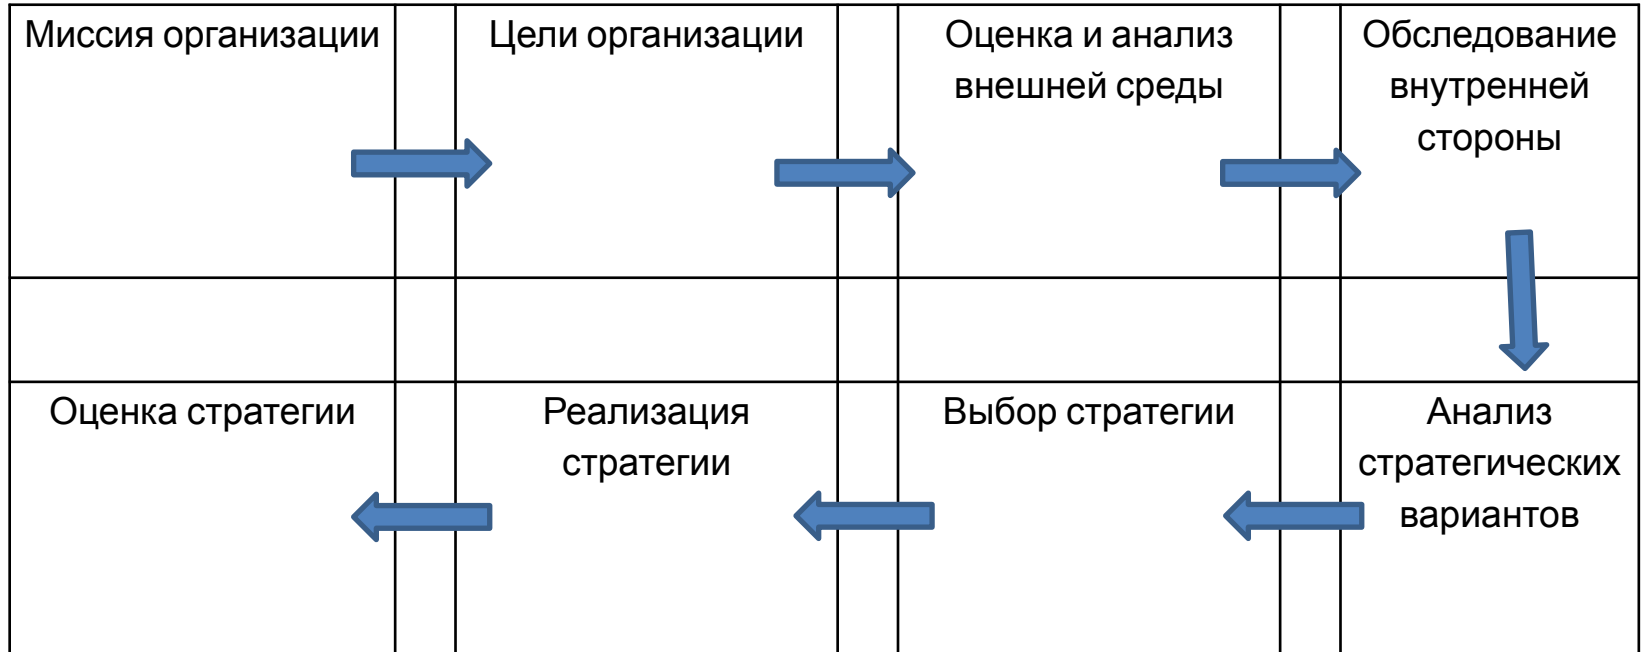 Миссия организации
Цели организации
Оценка и анализ
внешней среды
Обследование
внутренней
стороны
Оценка стратегии
Реализация
стратегии
Выбор стратегии
Анализ
стратегических
вариантов